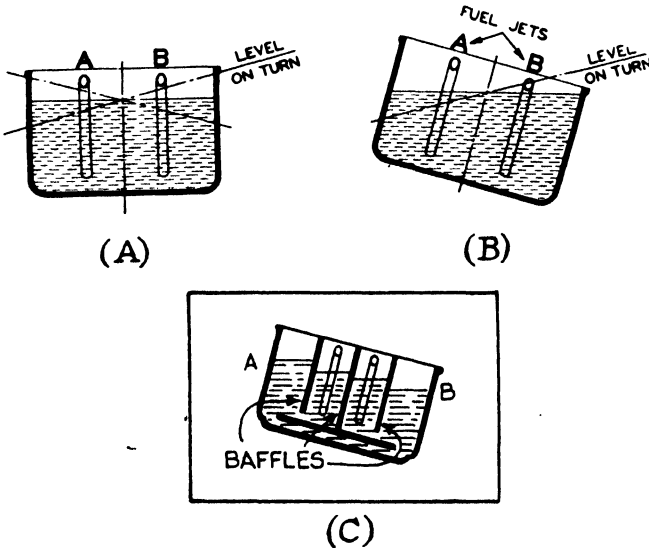 A B
LEVEL
ON TURN
(A)
FUEL JETS
A B
LEVEL
ON TURN
(B)
A
B
BAFFLES
(C)